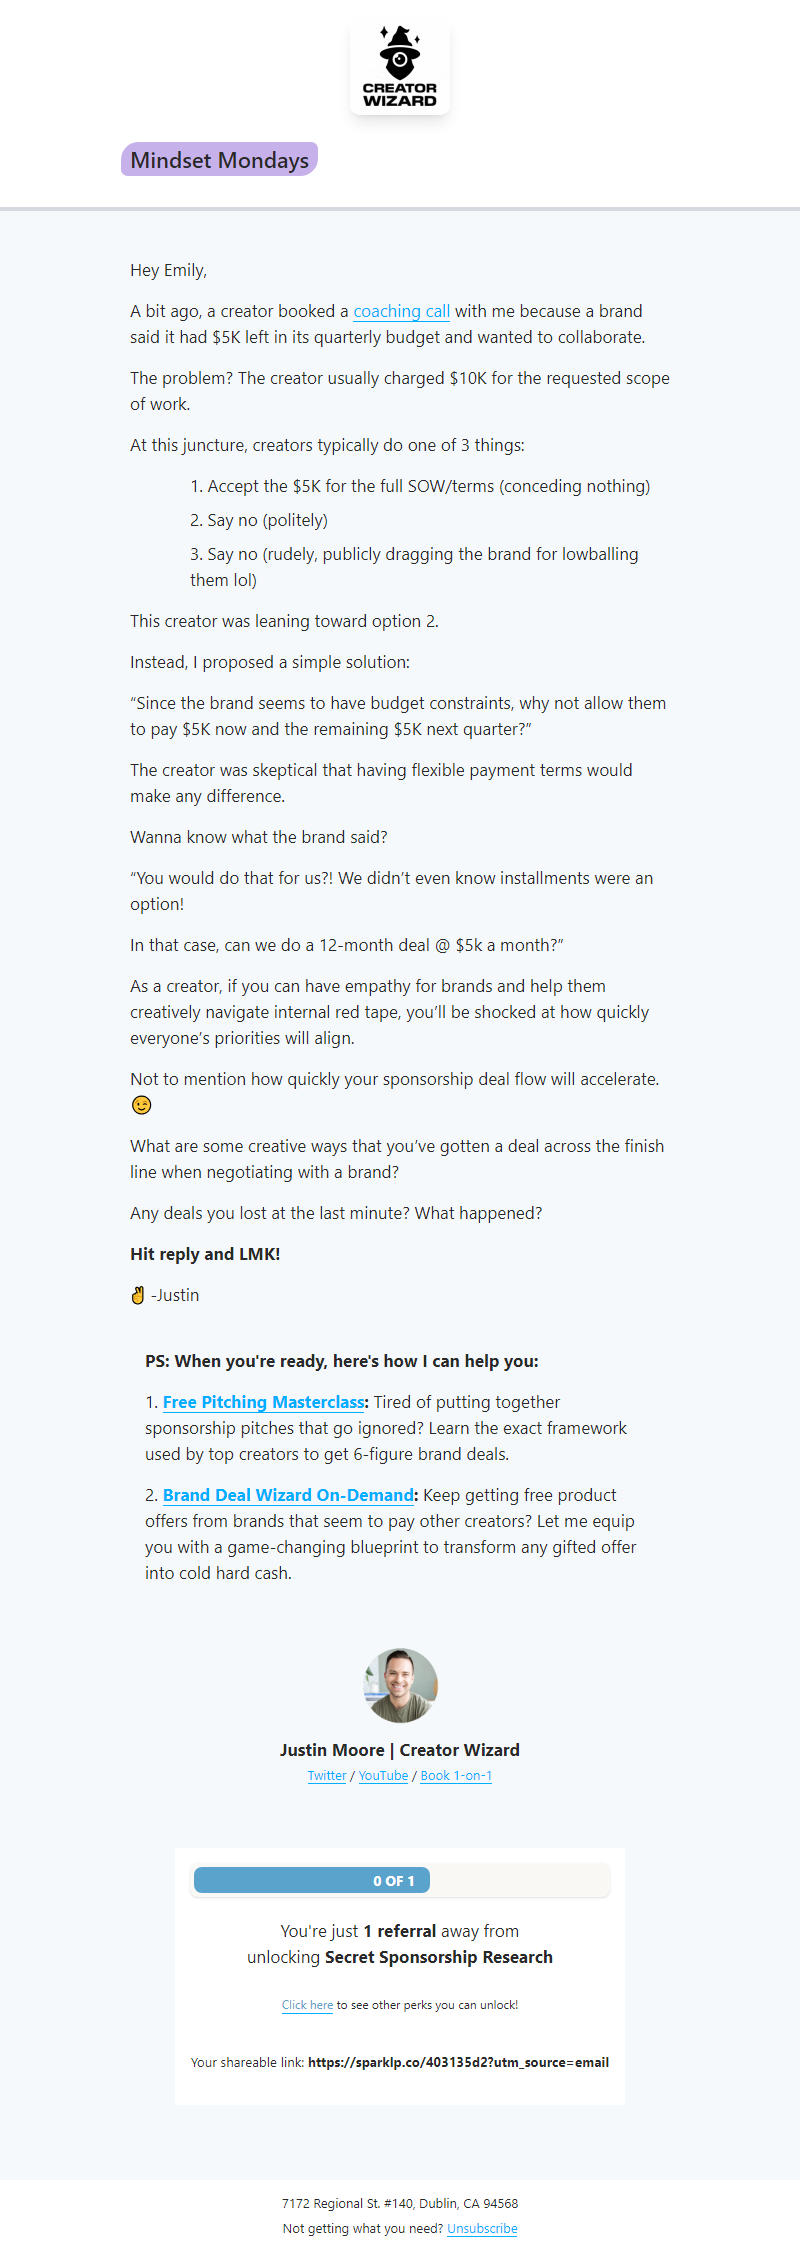 CREATOR
WIZARD
Mindset Mondays
Hey Emily,
A bit ago, a creator booked a coaching call with me because a brand
said it had $5K left in its quarterly budget and wanted to collaborate.
The problem? The creator usually charged $10K for the requested scope
of work.
At this juncture, creators typically do one of 3 things:
1. Accept the $5K for the full SOW/terms (conceding nothing)
2. Say no (politely)
3. Say no (rudely, publicly dragging the brand for lowballing
them lol)
This creator was leaning toward option 2.
Instead, I proposed a simple solution:
“Since the brand seems to have budget constraints, why not allow them
to pay $5K now and the remaining $5K next quarter?”
The creator was skeptical that having flexible payment terms would
make any difference.
Wanna know what the brand said?
“You would do that for us?! We didn’t even know installments were an
option!
In that case, can we do a 12-month deal @ $5k a month?”
As a creator, if you can have empathy for brands and help them
creatively navigate internal red tape, you’ll be shocked at how quickly
everyone’s priorities will align.
Not to mention how quickly your sponsorship deal flow will accelerate.
😉
What are some creative ways that you’ve gotten a deal across the finish
line when negotiating with a brand?
Any deals you lost at the last minute? What happened?
Hit reply and LMK!
✌️ -Justin
PS: When you're ready, here's how I can help you:
1. Free Pitching Masterclass: Tired of putting together
sponsorship pitches that go ignored? Learn the exact framework
used by top creators to get 6-figure brand deals.
2. Brand Deal Wizard On-Demand: Keep getting free product
offers from brands that seem to pay other creators? Let me equip
you with a game-changing blueprint to transform any gifted offer
into cold hard cash.
Justin Moore | Creator Wizard
Twitter / YouTube / Book 1-on-1
0 OF 1
You're just 1 referral away from
unlocking Secret Sponsorship Research
Click here to see other perks you can unlock!
Your shareable link: https://sparklp.co/403135d2?utm_source=email
7172 Regional St. #140, Dublin, CA 94568
Not getting what you need? Unsubscribe